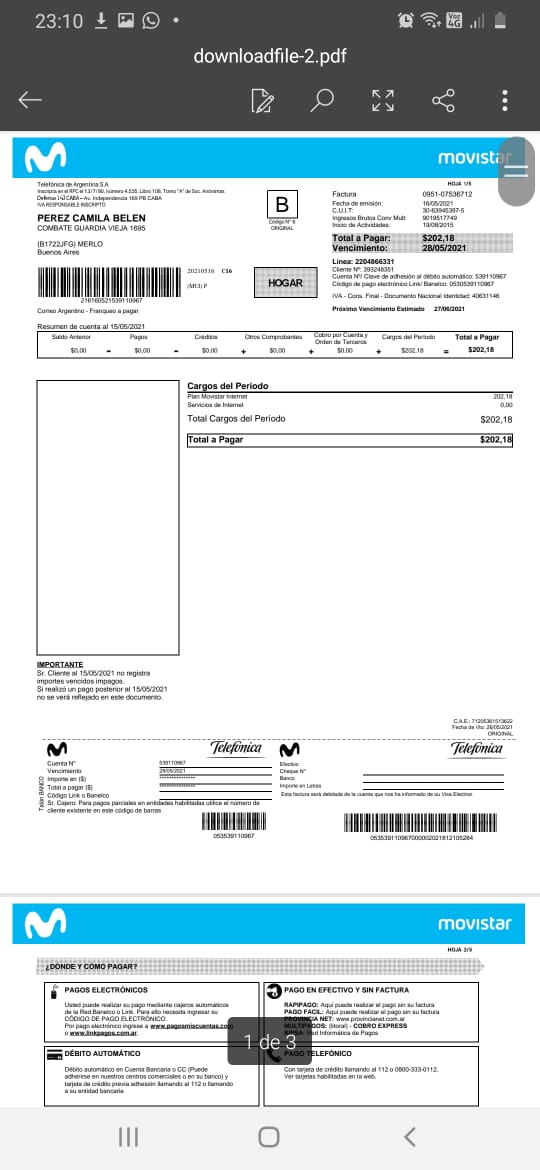 23:10
Voz 4G
downloadfile-2.pdf
movistar
HOJA 1/5
Telefónica de Argentina S.A.
Inscripta en el RPC el 13/7/90, número 4.535, Libro 108, Tomo "A" de Soc. Anónimas
Defensa 143 CABA – Av. Independencia 169 PB CABA
IVA RESPONSABLE INSCRIPTO
PEREZ CAMILA BELEN
COMBATE GUARDIA VIEJA 1695
(B1722JFG) MERLO
Buenos Aires
B
Código N° 6
ORIGINAL
Factura 0951-07536712
Fecha de emisión: 16/05/2021
C.U.I.T: 30-63945397-5
Ingresos Brutos Conv Mult: 9019517749
Inicio de Actividades: 19/08/2015
Total a Pagar: $202,18
Vencimiento: 28/05/2021
Línea: 2204866331
Cliente Nº: 393248351
Cuenta Nº/ Clave de adhesión al débito automático: 539110967
Código de pago electrónico Link/ Banelco: 0530539110967
IVA - Cons. Final - Documento Nacional Identidad: 40631146
Próximo Vencimiento Estimado 27/06/2021
20210516 C16
(MU) P
HOGAR
216160521539110967
Correo Argentino - Franqueo a pagar
Resumen de cuenta al 15/05/2021
Saldo Anterior Pagos Créditos Otros Comprobantes Cobro por Cuenta y Orden de Terceros Cargos del Período Total a Pagar
$0,00 - $0,00 - $0,00 + $0,00 + $0,00 + $202,18 = $202,18
Cargos del Período
Plan Movistar Internet 202,18
Servicios de Internet 0,00
Total Cargos del Período $202,18
Total a Pagar $202,18
IMPORTANTE
Sr. Cliente al 15/05/2021 no registra
importes vencidos impagos.
Si realizó un pago posterior al 15/05/2021
no se verá reflejado en este documento.
Fecha de Vto: 26/05/2021
ORIGINAL
Telefónica
Telefónica
Talón BANCO
Cuenta N° 539110967
Vencimiento 28/05/2021
Importe en ($) ***************
Total a pagar ($) ***************
Código Link o Banelco
Sr. Cajero: Para pagos parciales en entidades habilitadas utilice el número de
cliente existente en este código de barras
053539110967
Efectivo
Cheque N°
Banco
Importe en Letras
Esta factura será debitada de la cuenta que nos ha informado de su Visa Electron
053539110967000002021812105284
movistar
HOJA 2/5
¿DÓNDE Y COMO PAGAR?
PAGOS ELECTRÓNICOS
Usted puede realizar su pago mediante cajeros automáticos
de la Red Banelco o Link. Para ello necesita ingresar su
CÓDIGO DE PAGO ELECTRÓNICO.
Por pago electrónico ingrese a www.pagosmiscuentas.com
o www.linkpagos.com.ar.
PAGO EN EFECTIVO Y SIN FACTURA
RAPIPAGO: Aquí puede realizar el pago sin su factura
PAGO FACIL: Aquí puede realizar el pago sin su factura
PROVINCIA NET: www.provincianet.com.ar
MULTIPAGOS: (litoral) - COBRO EXPRESS
Red Informática de Pagos
1 de 3
DÉBITO AUTOMÁTICO
Débito automático en Cuenta Bancaria o CC (Puede
adherirse en nuestros centros comerciales o en su banco) y
tarjeta de crédito previa adhesión llamando al 112 o llamando
a su entidad bancaria
PAGO TELEFÓNICO
Con tarjeta de crédito llamando al 112 o 0800-333-0112.
Ver tarjetas habilitadas en la web.